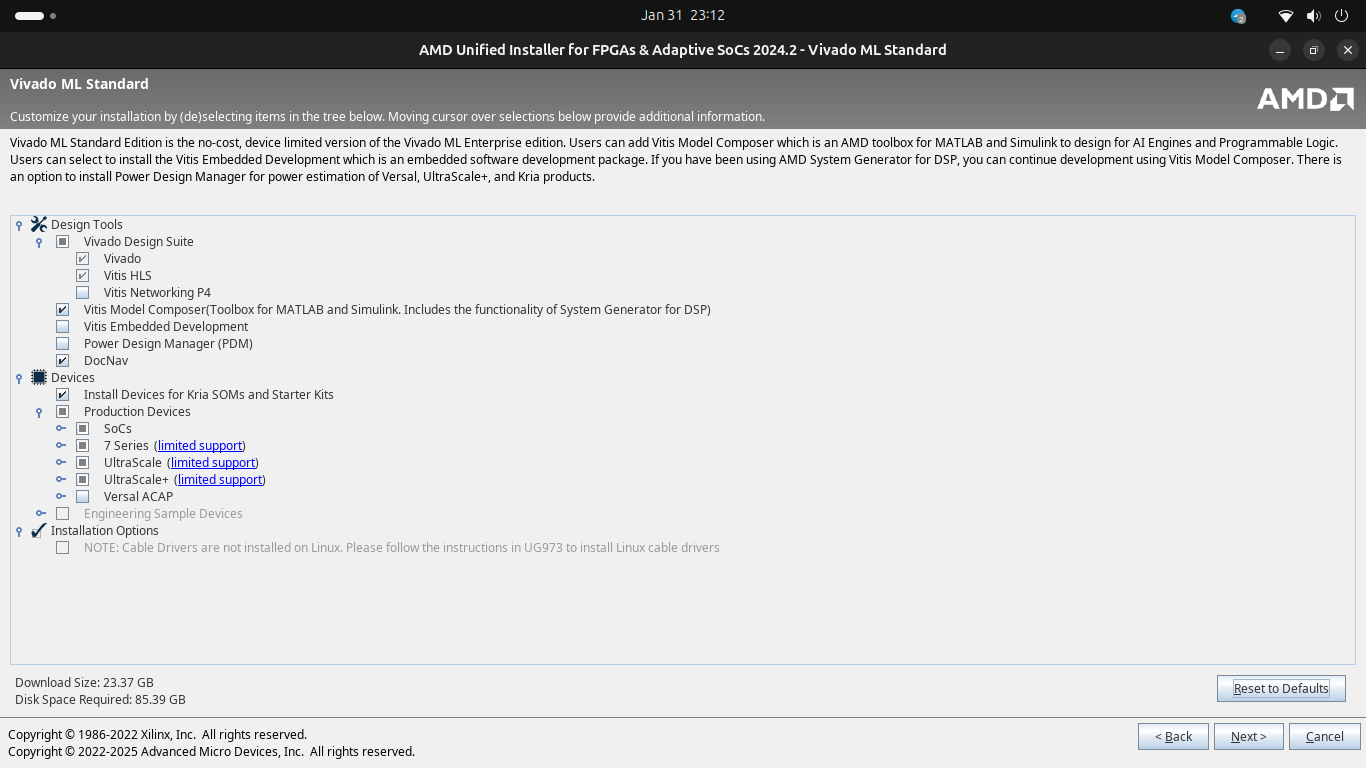 Jan 31  23:12
2
AMD Unified Installer for FPGAs & Adaptive SoCs 2024.2 - Vivado ML Standard
Vivado ML Standard
AMD
Customize your installation by (de)selecting items in the tree below. Moving cursor over selections below provide additional information.
Vivado ML Standard Edition is the no-cost, device limited version of the Vivado ML Enterprise edition. Users can add Vitis Model Composer which is an AMD toolbox for MATLAB and Simulink to design for AI Engines and Programmable Logic.
Users can select to install the Vitis Embedded Development which is an embedded software development package. If you have been using AMD System Generator for DSP, you can continue development using Vitis Model Composer. There is
an option to install Power Design Manager for power estimation of Versal, UltraScale+, and Kria products.
Design Tools
Vivado Design Suite
Vivado
Vitis HLS
Vitis Networking P4
Vitis Model Composer(Toolbox for MATLAB and Simulink. Includes the functionality of System Generator for DSP)
Vitis Embedded Development
Power Design Manager (PDM)
DocNav
Devices
Install Devices for Kria SOMs and Starter Kits
Production Devices
SoCs
7 Series (limited support)
UltraScale (limited support)
UltraScale+ (limited support)
Versal ACAP
Engineering Sample Devices
Installation Options
NOTE: Cable Drivers are not installed on Linux. Please follow the instructions in UG973 to install Linux cable drivers
Download Size: 23.37 GB
Disk Space Required: 85.39 GB
Reset to Defaults
Copyright © 1986-2022 Xilinx, Inc.  All rights reserved.
Copyright © 2022-2025 Advanced Micro Devices, Inc.  All rights reserved.
< Back
Next >
Cancel